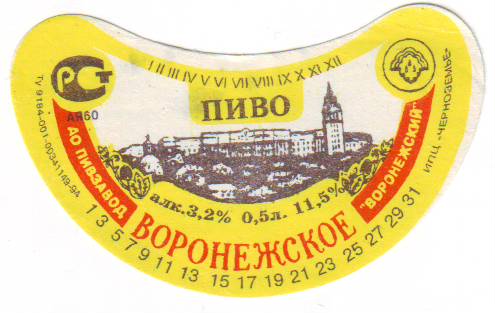 I II III IV V VI VII VIII IX X XI XII
РСТ
АЯ60
ПИВО
ТУ 9184-001-00341149-94
АО ПИВЗАВОД
"ВОРОНЕЖСКИЙ"
ИПЦ «ЧЕРНОЗЕМЬЕ»
алк.3,2% 0,5л. 11,5%
ВОРОНЕЖСКОЕ
1 3 5 7 9 11 13 15 17 19 21 23 25 27 29 31